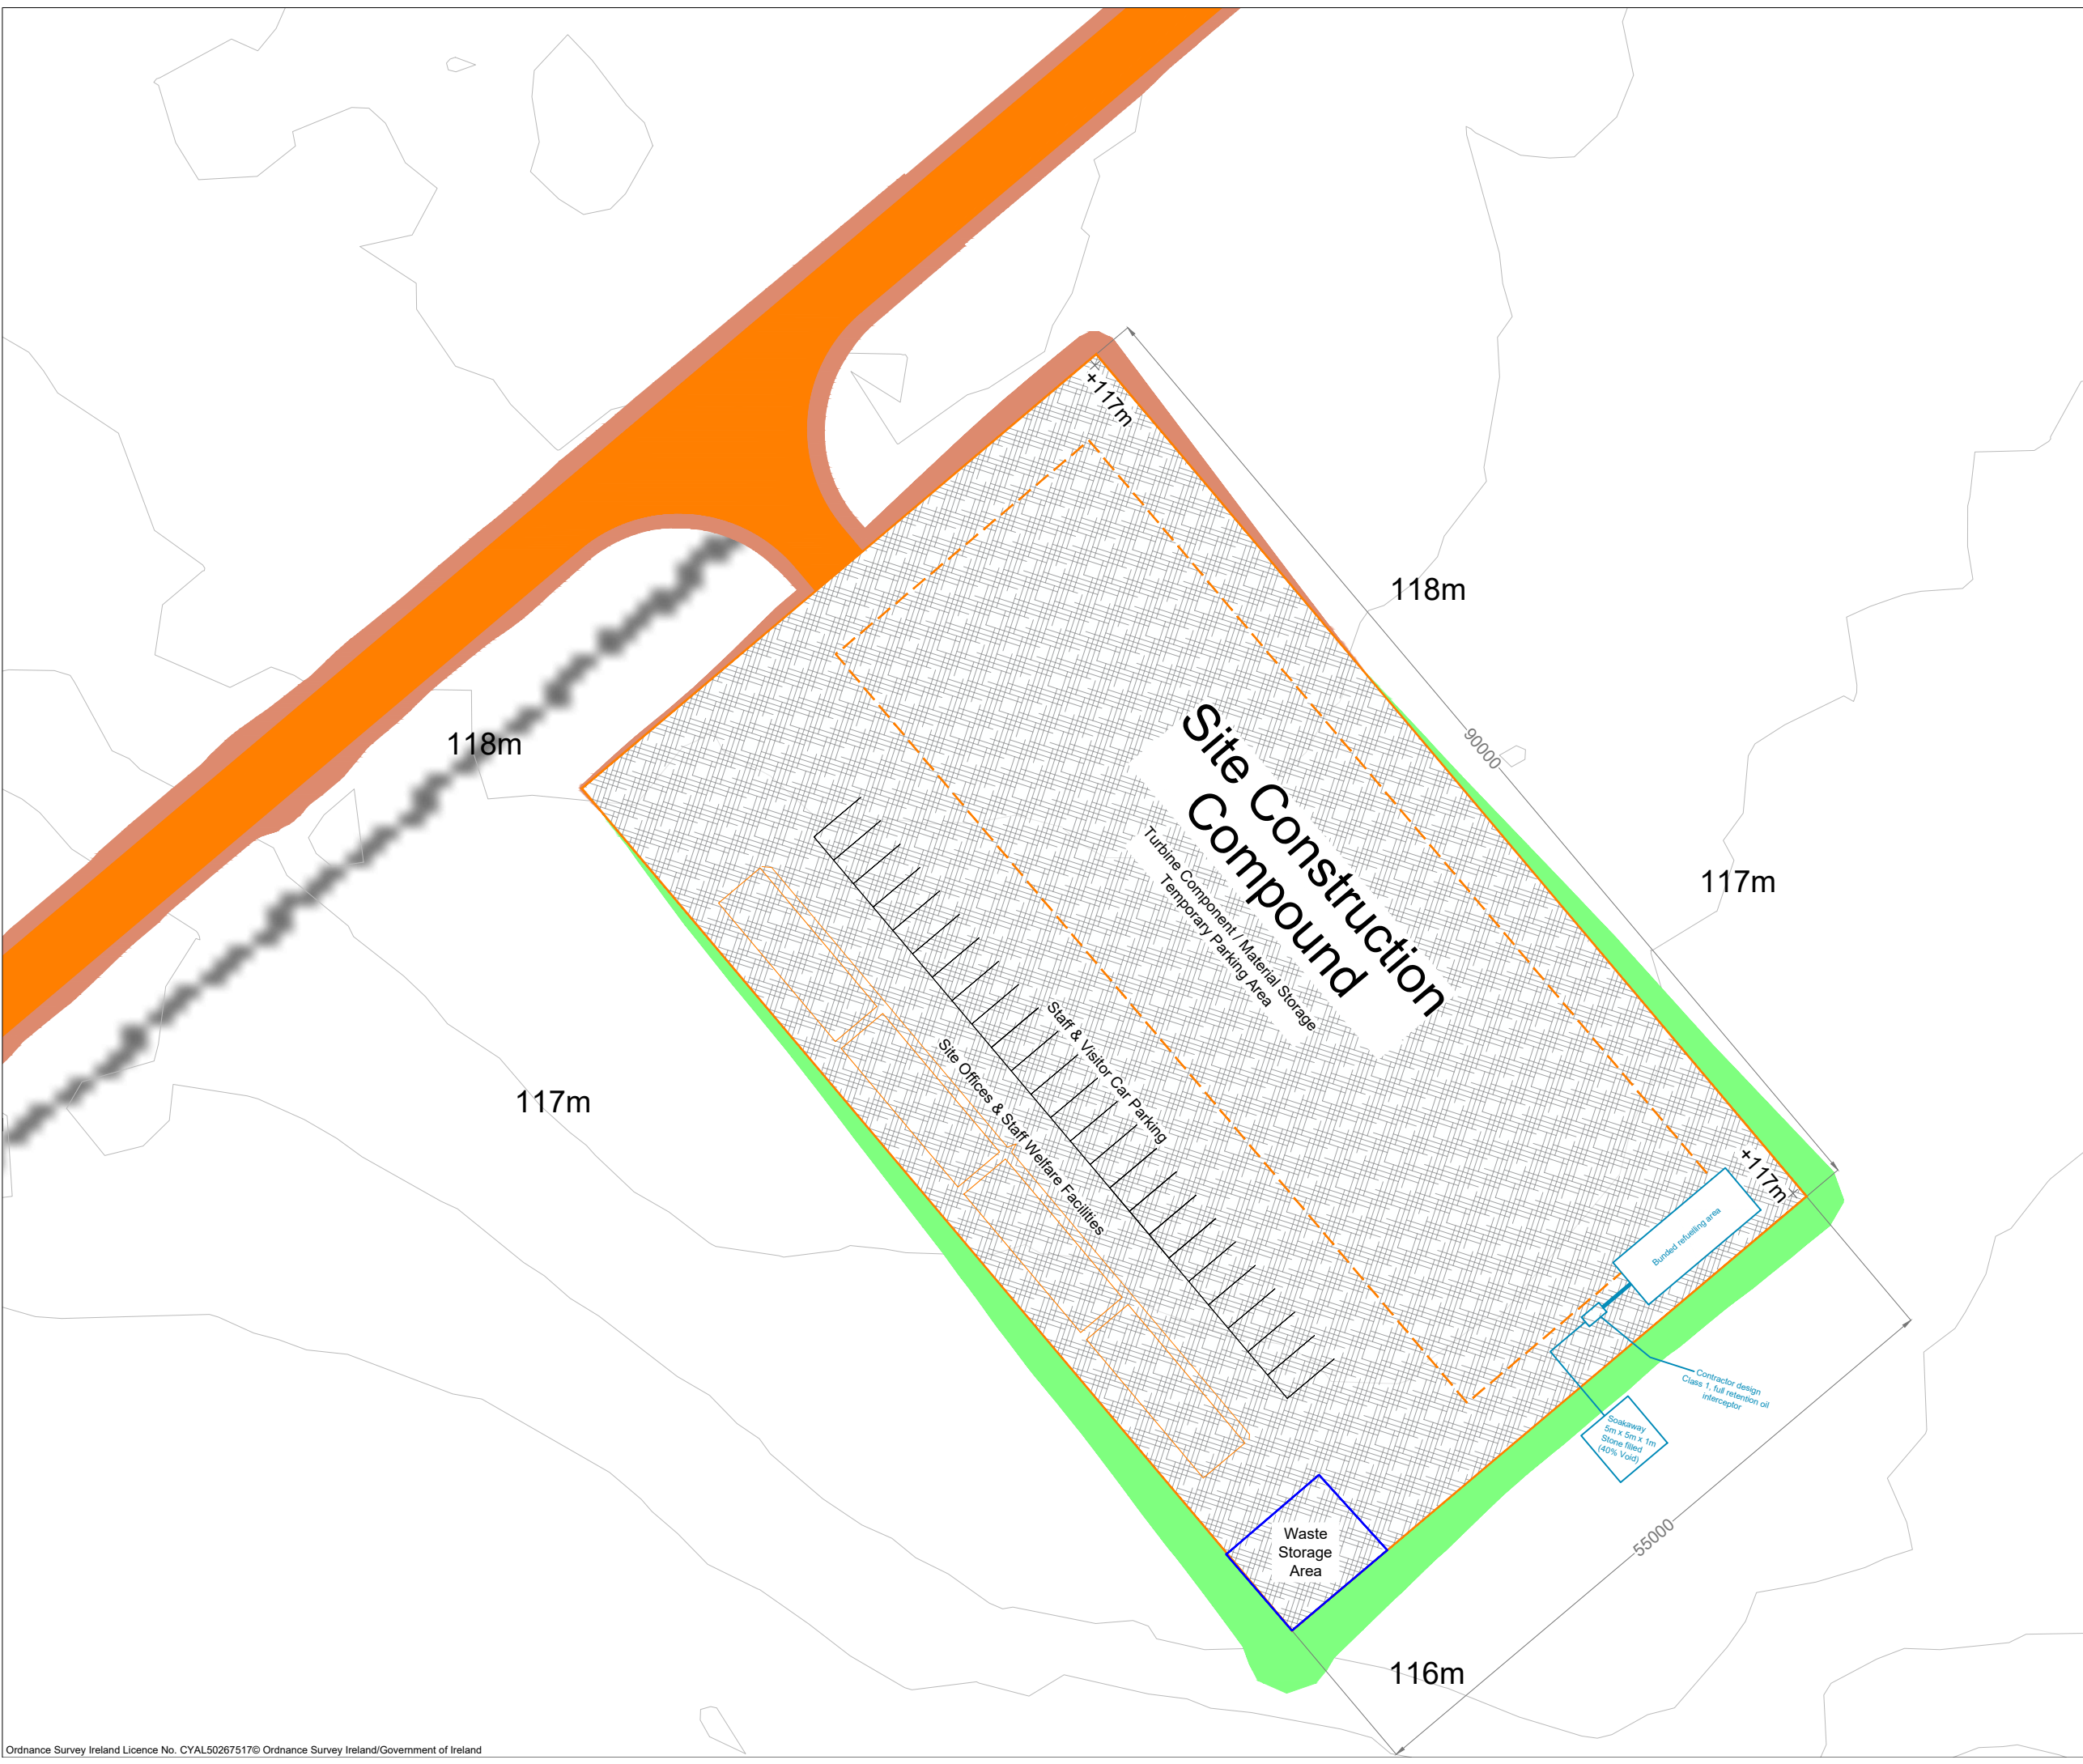 +117m
118m
90000
Site Construction
Compound
Turbine Component / Material Storage
Temporary Parking Area
118m
117m
Staff & Visitor Car Parking
Site Offices & Staff Welfare Facilities
117m
+117m
Bunded refuelling area
Contractor design
Class 1, full retention oil
interceptor
Soakaway
5m x 5m x 1m
Stone filled
(40% Void)
55000
Waste
Storage
Area
116m
Ordnance Survey Ireland Licence No. CYAL50267517© Ordnance Survey Ireland/Government of Ireland